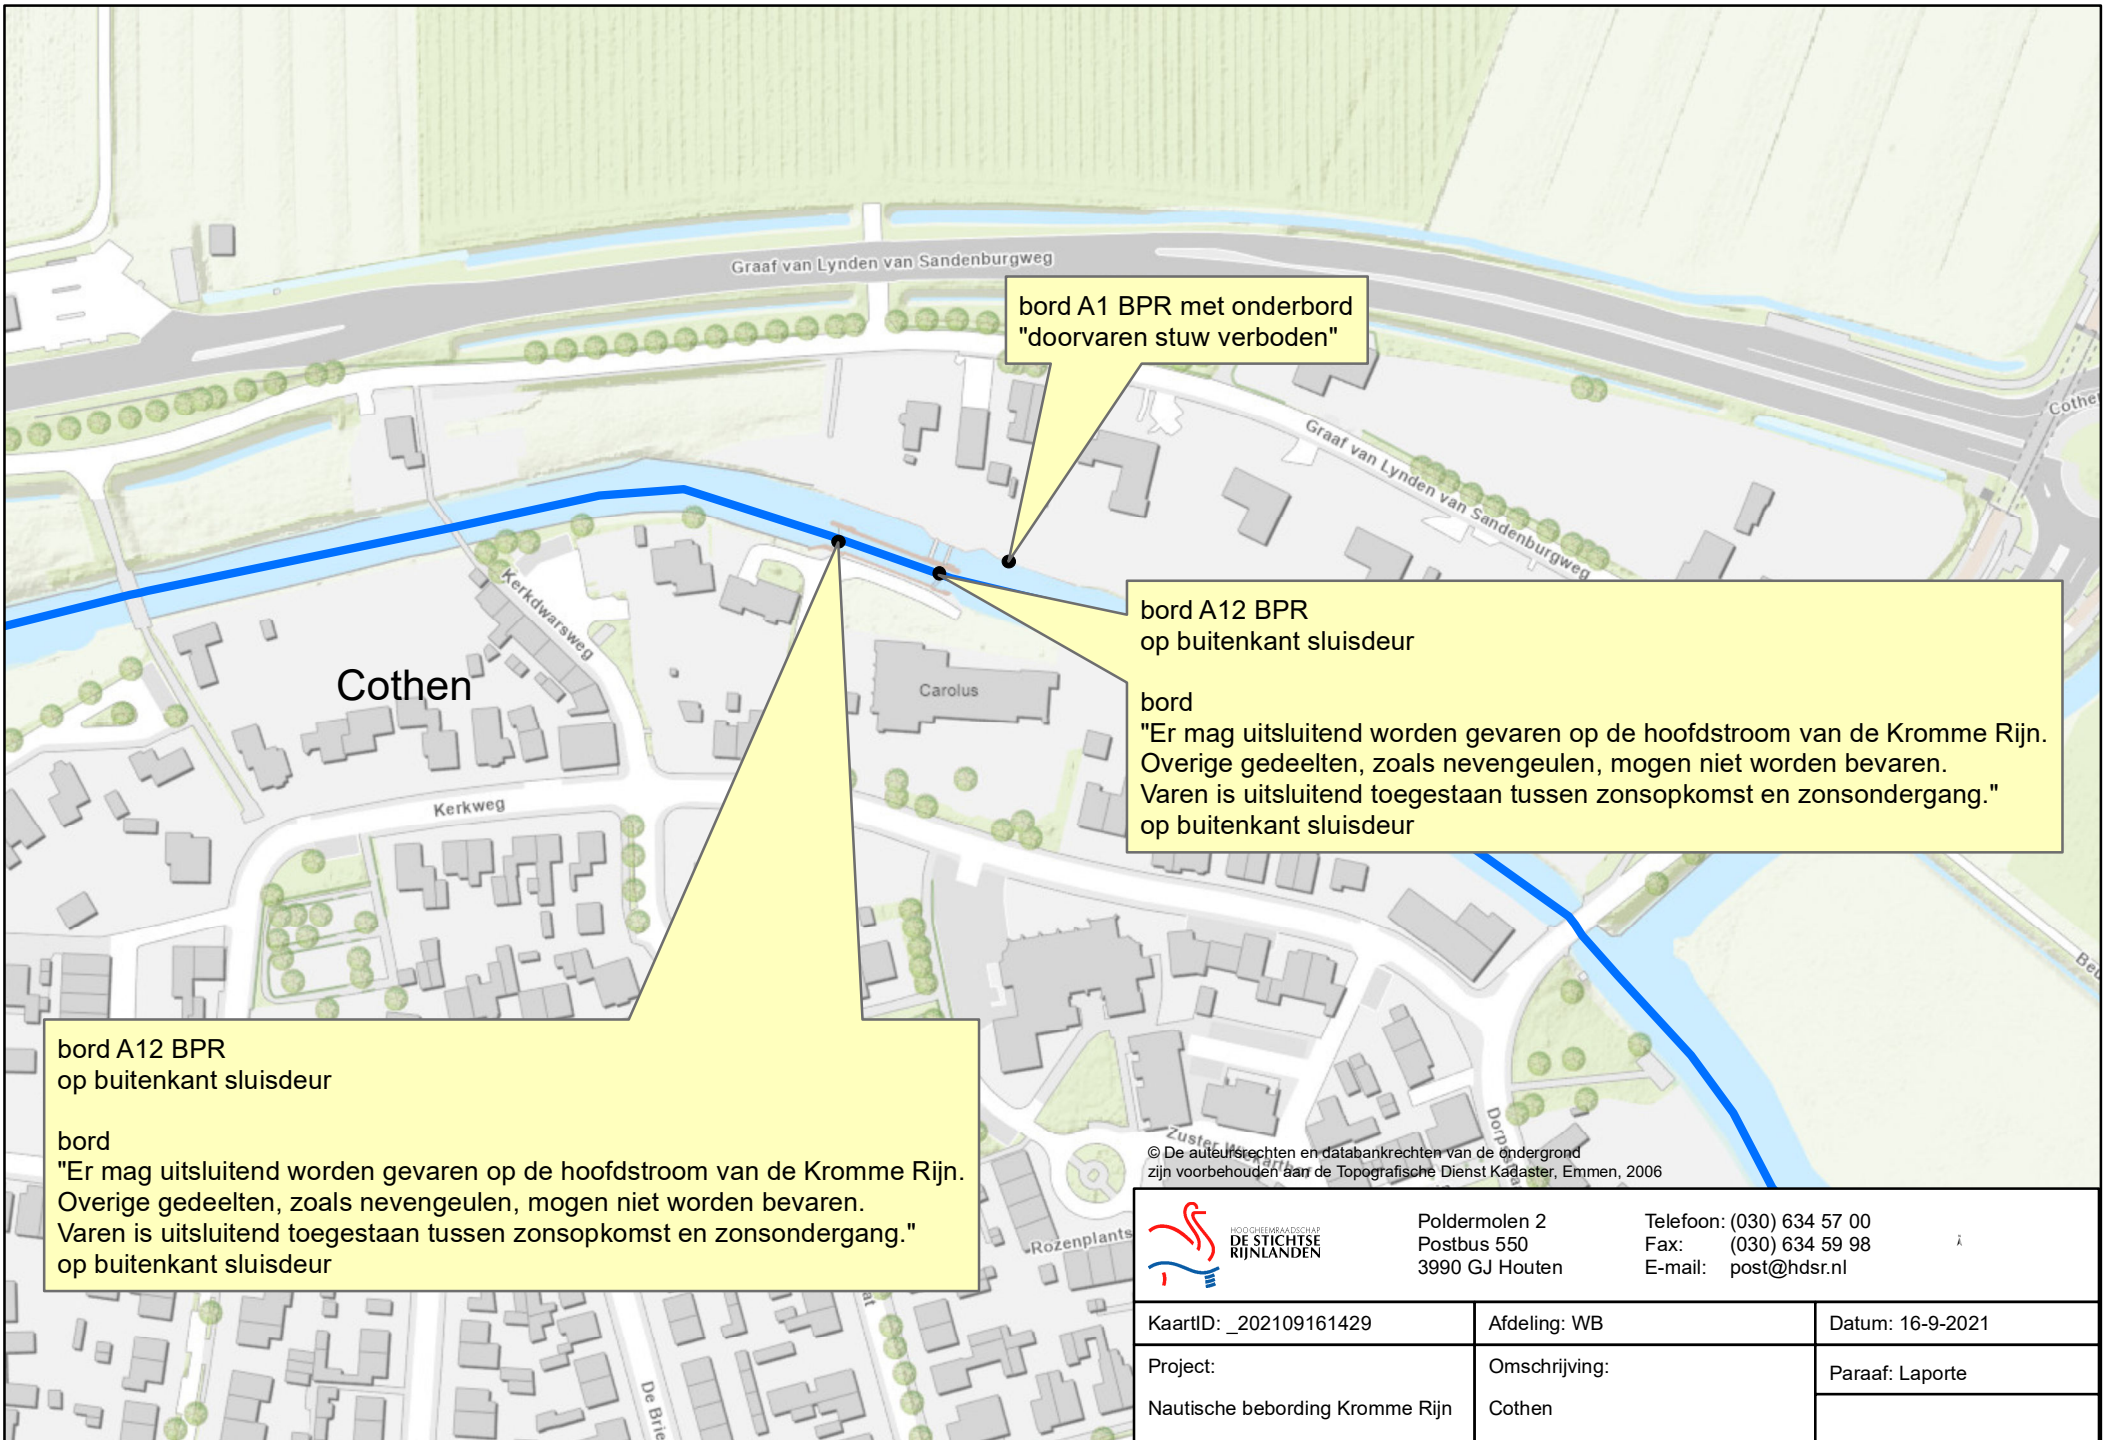 Graaf van Lynden van Sandenburgweg
bord A1 BPR met onderbord
"doorvaren stuw verboden"
Graaf van Lynden van Sandenburgweg
Kerkdwarsweg
Cothen
Carolus
Kerkweg
bord A12 BPR
op buitenkant sluisdeur
bord
"Er mag uitsluitend worden gevaren op de hoofdstroom van de Kromme Rijn.
Overige gedeelten, zoals nevengeulen, mogen niet worden bevaren.
Varen is uitsluitend toegestaan tussen zonsopkomst en zonsondergang."
op buitenkant sluisdeur
bord A12 BPR
op buitenkant sluisdeur
bord
"Er mag uitsluitend worden gevaren op de hoofdstroom van de Kromme Rijn.
Overige gedeelten, zoals nevengeulen, mogen niet worden bevaren.
Varen is uitsluitend toegestaan tussen zonsopkomst en zonsondergang."
op buitenkant sluisdeur
Zuster
Rozenplants
De Brie
© De auteursrechten en databankrechten van de ondergrond
zijn voorbehouden aan de Topografische Dienst Kadaster, Emmen, 2006
HOOGHEEMRAADSCHAP
DE STICHTSE
RIJNLANDEN
Poldermolen 2
Postbus 550
3990 GJ Houten
Telefoon: (030) 634 57 00
Fax: (030) 634 59 98
E-mail: post@hdsr.nl
KaartID: _202109161429
Afdeling: WB
Datum: 16-9-2021
Project:
Nautische bebording Kromme Rijn
Omschrijving:
Cothen
Paraaf: Laporte